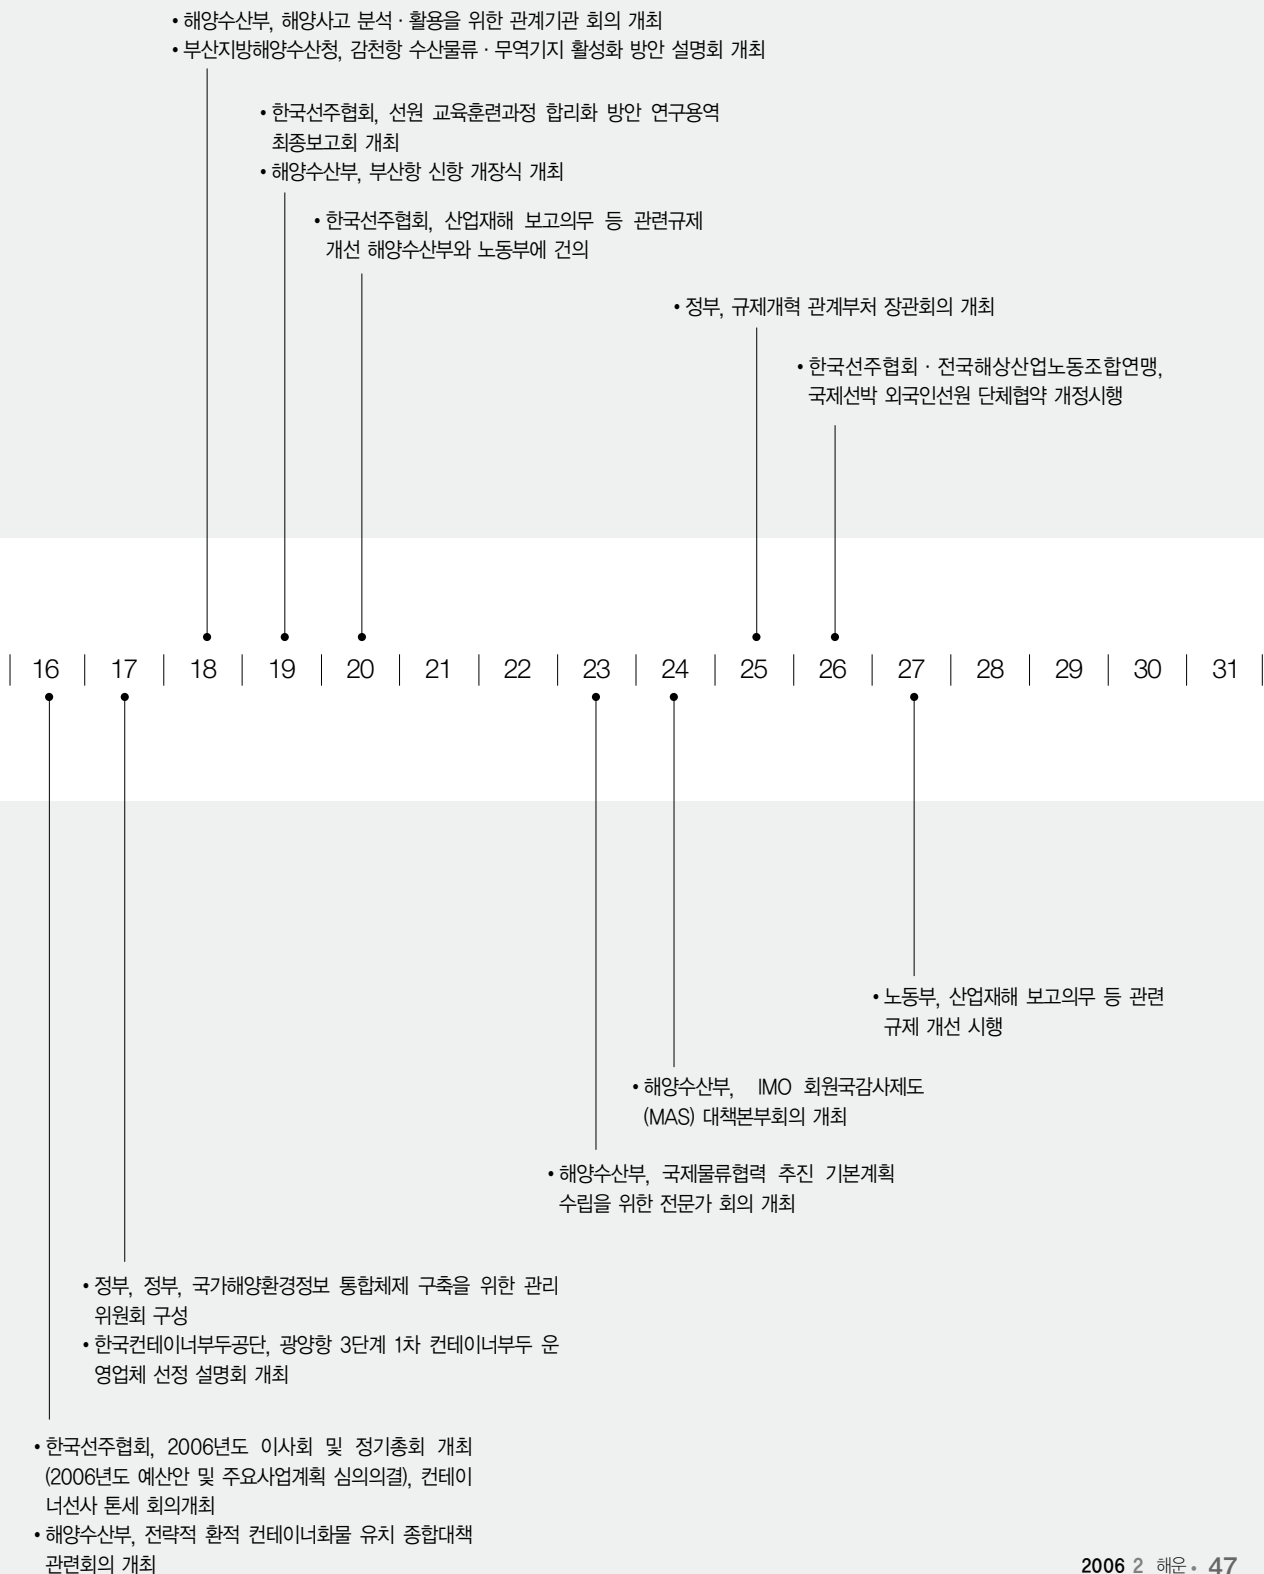 • 해양수산부, 해양사고 분석 · 활용을 위한 관계기관 회의 개최
• 부산지방해양수산청, 감천항 수산물류 · 무역기지 활성화 방안 설명회 개최
• 한국선주협회, 선원 교육훈련과정 합리화 방안 연구용역
최종보고회 개최
• 해양수산부, 부산항 신항 개장식 개최
• 한국선주협회, 산업재해 보고의무 등 관련규제
개선 해양수산부와 노동부에 건의
• 정부, 규제개혁 관계부처 장관회의 개최
• 한국선주협회 · 전국해상산업노동조합연맹,
국제선박 외국인선원 단체협약 개정시행
16 17 18 19 20 21 22 23 24 25 26 27 28 29 30 31
• 노동부, 산업재해 보고의무 등 관련
규제 개선 시행
• 해양수산부, IMO 회원국감사제도
(MAS) 대책본부회의 개최
• 해양수산부, 국제물류협력 추진 기본계획
수립을 위한 전문가 회의 개최
• 정부, 정부, 국가해양환경정보 통합체제 구축을 위한 관리
위원회 구성
• 한국컨테이너부두공단, 광양항 3단계 1차 컨테이너부두 운
영업체 선정 설명회 개최
• 한국선주협회, 2006년도 이사회 및 정기총회 개최
(2006년도 예산안 및 주요사업계획 심의의결), 컨테이
너선사 톤세 회의개최
• 해양수산부, 전략적 환적 컨테이너화물 유치 종합대책
관련회의 개최
2006 2 해운 • 47